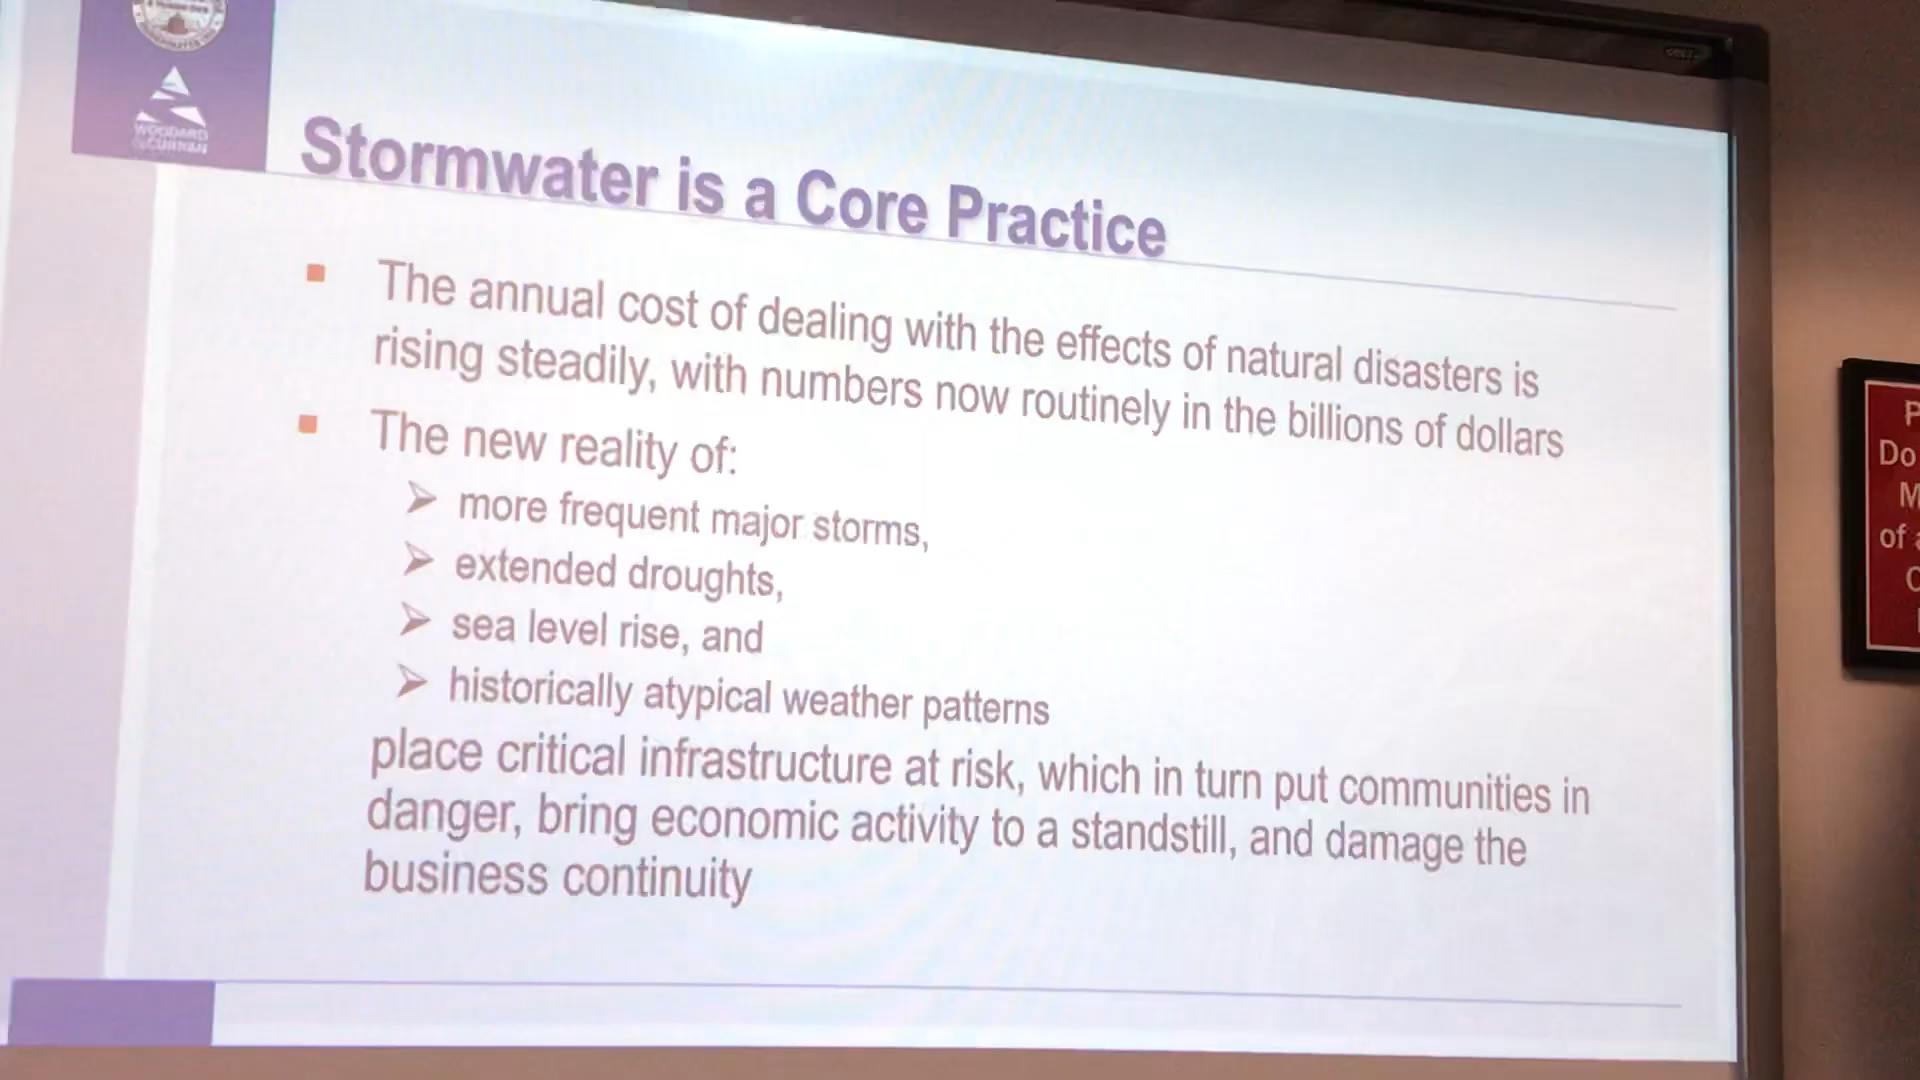 WOODARD
& CURRAN
Stormwater is a Core Practice
The annual cost of dealing with the effects of natural disasters is
rising steadily, with numbers now routinely in the billions of dollars
The new reality of:
more frequent major storms,
extended droughts,
sea level rise, and
historically atypical weather patterns
place critical infrastructure at risk, which in turn put communities in
danger, bring economic activity to a standstill, and damage the
business continuity
Do
of